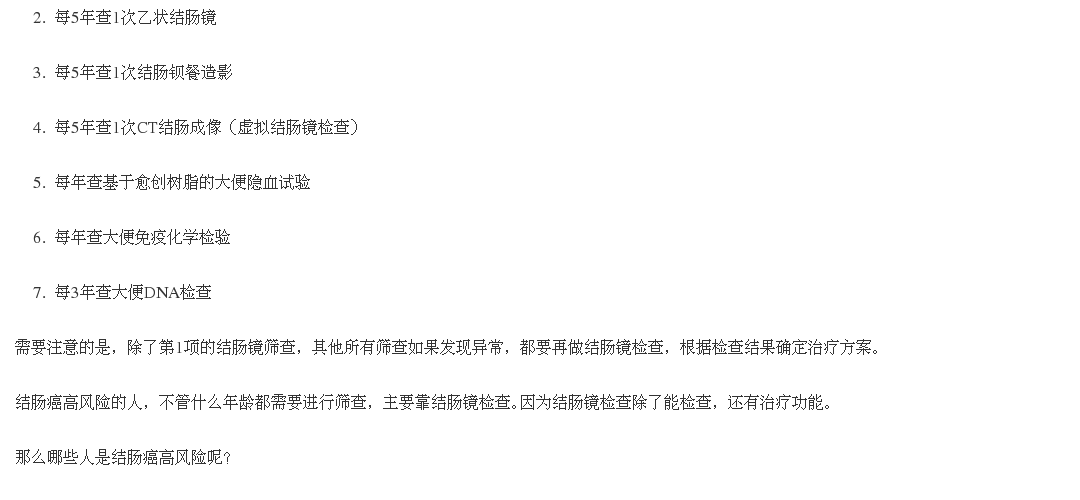 2. 每5年查1次乙状结肠镜
3. 每5年查1次结肠钡餐造影
4. 每5年查1次CT结肠成像（虚拟结肠镜检查）
5. 每年查基于愈创树脂的大便隐血试验
6. 每年查大便免疫化学检验
7. 每3年查大便DNA检查
需要注意的是，除了第1项的结肠镜筛查，其他所有筛查如果发现异常，都要再做结肠镜检查，根据检查结果确定治疗方案。
结肠癌高风险的人，不管什么年龄都需要进行筛查，主要靠结肠镜检查。因为结肠镜检查除了能检查，还有治疗功能。
那么哪些人是结肠癌高风险呢？